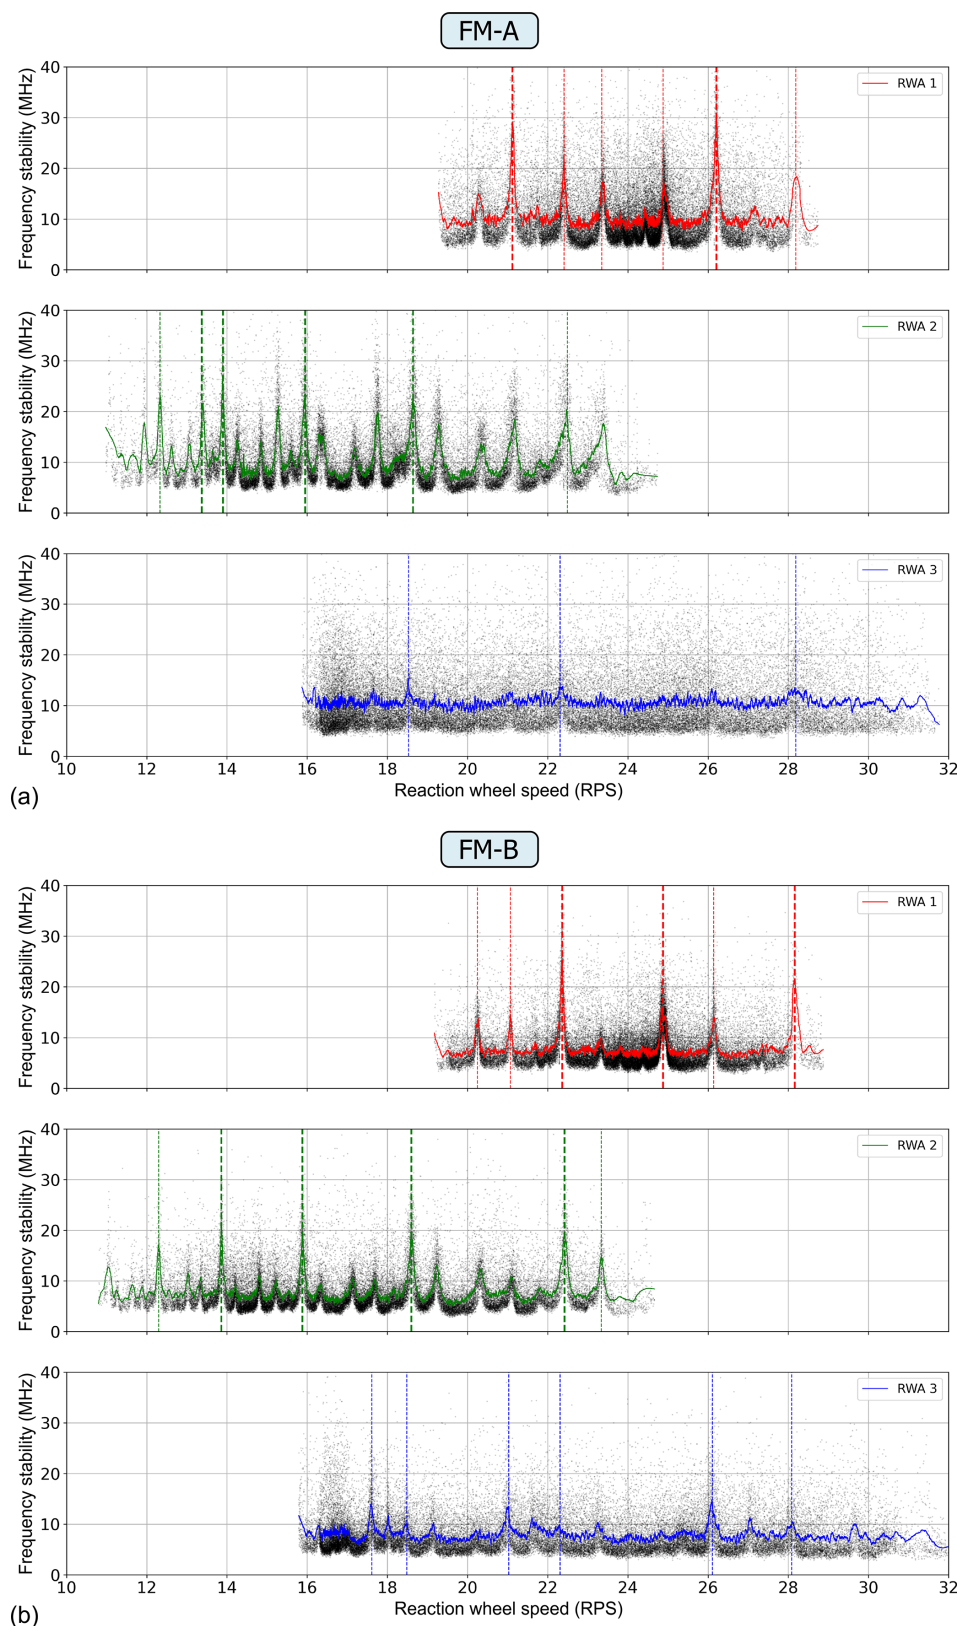 FM-A
Frequency stability (MHz)
40
30
20
10
0
RWA 1
Frequency stability (MHz)
40
30
20
10
0
RWA 2
Frequency stability (MHz)
40
30
20
10
0
RWA 3
10 12 14 16 18 20 22 24 26 28 30 32
Reaction wheel speed (RPS)
(a)
FM-B
Frequency stability (MHz)
40
30
20
10
0
RWA 1
Frequency stability (MHz)
40
30
20
10
0
RWA 2
Frequency stability (MHz)
40
30
20
10
0
RWA 3
10 12 14 16 18 20 22 24 26 28 30 32
Reaction wheel speed (RPS)
(b)